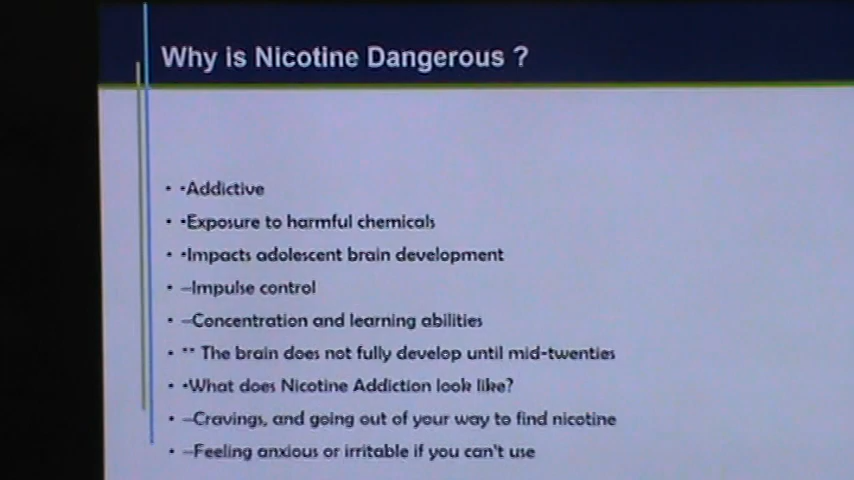 Why is Nicotine Dangerous ?
• •Addictive
• •Exposure to harmful chemicals
• •Impacts adolescent brain development
• –Impulse control
• –Concentration and learning abilities
• ** The brain does not fully develop until mid-twenties
• •What does Nicotine Addiction look like?
• –Cravings, and going out of your way to find nicotine
• –Feeling anxious or irritable if you can't use